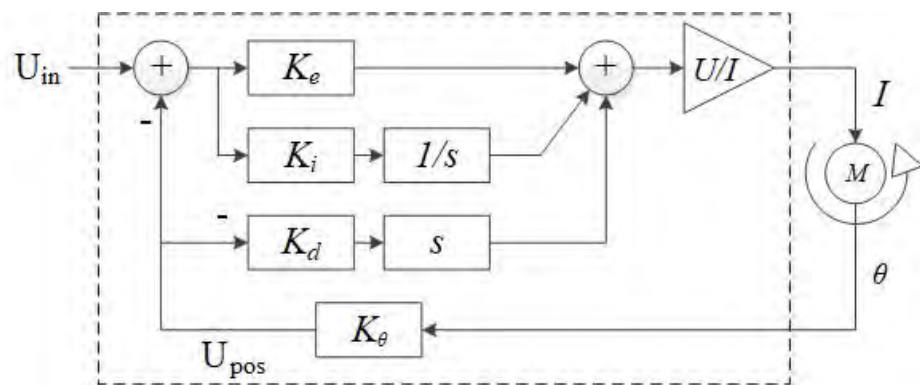 U_in
+
K_e
+
U/I
I
-
K_i
1/s
M
-
K_d
s
θ
K_θ
U_pos